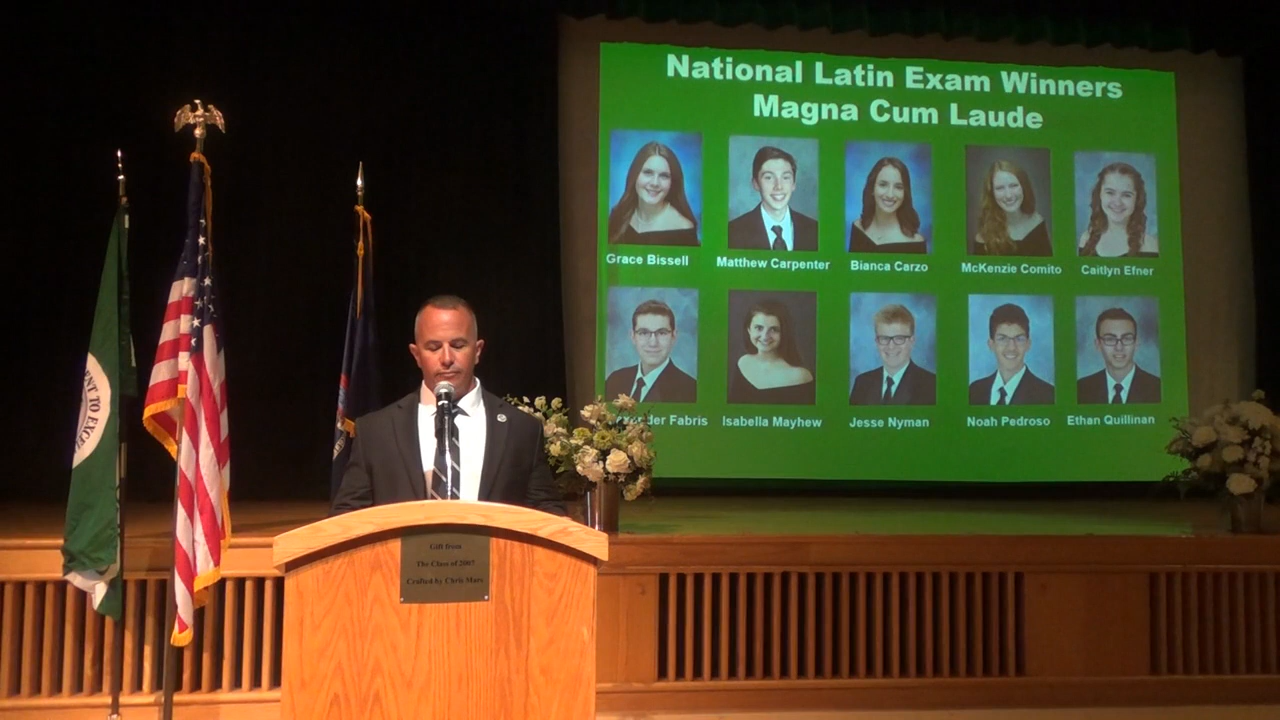 National Latin Exam Winners
Magna Cum Laude
Grace Bissell
Matthew Carpenter
Bianca Carzo
McKenzie Comito
Caitlyn Efner
Fabris
Isabella Mayhew
Jesse Nyman
Noah Pedroso
Ethan Quillinan
Gift from
The Class of 2007
Crafted by Chris Marx